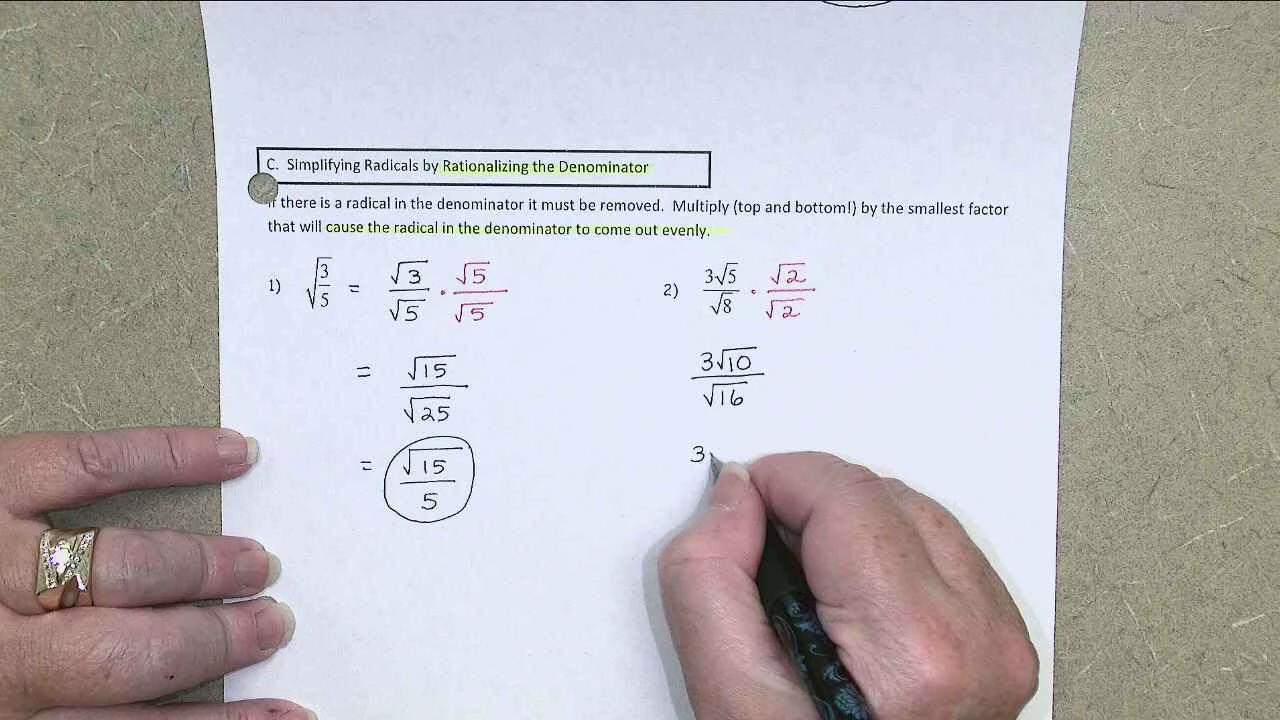 C. Simplifying Radicals by Rationalizing the Denominator
If there is a radical in the denominator it must be removed. Multiply (top and bottom!) by the smallest factor
that will cause the radical in the denominator to come out evenly.
1) √(3/5) = √3/√5 · √5/√5
= √15/√25
= √15/5
2) 3√5/√8 · √2/√2
3√10/√16
3